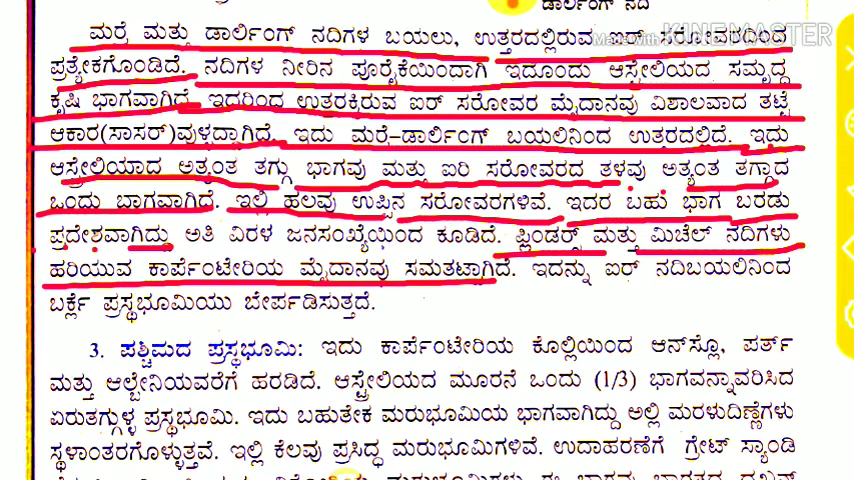 ಡಾರ್ಲಿಂಗ್ ನದಿ
Made with KINEMASTER
ಮರ‍್ರೆ ಮತ್ತು ಡಾರ್ಲಿಂಗ್ ನದಿಗಳ ಬಯಲು, ಉತ್ತರದಲ್ಲಿರುವ ಐರ್ ಸರೋವರದಿಂದ
ಪ್ರತ್ಯೇಕಗೊಂಡಿದೆ. ನದಿಗಳ ನೀರಿನ ಪೂರೈಕೆಯಿಂದಾಗಿ ಇದೊಂದು ಆಸ್ಟ್ರೇಲಿಯದ ಸಮೃದ್ಧ
ಕೃಷಿ ಭಾಗವಾಗಿದೆ. ಇದರಿಂದ ಉತ್ತರಕ್ಕಿರುವ ಐರ್ ಸರೋವರ ಮೈದಾನವು ವಿಶಾಲವಾದ ತಟ್ಟೆ
ಆಕಾರ(ಸಾಸರ್)ವುಳ್ಳದ್ದಾಗಿದೆ. ಇದು ಮರ‍್ರೆ-ಡಾರ್ಲಿಂಗ್ ಬಯಲಿನಿಂದ ಉತ್ತರದಲ್ಲಿದೆ. ಇದು
ಆಸ್ಟ್ರೇಲಿಯಾದ ಅತ್ಯಂತ ತಗ್ಗು ಭಾಗವು ಮತ್ತು ಐರಿ ಸರೋವರದ ತಳವು ಅತ್ಯಂತ ತಗ್ಗಾದ
ಒಂದು ಬಾಗವಾಗಿದೆ. ಇಲ್ಲಿ ಹಲವು ಉಪ್ಪಿನ ಸರೋವರಗಳಿವೆ. ಇದರ ಬಹು ಭಾಗ ಬರಡು
ಪ್ರದೇಶವಾಗಿದ್ದು ಅತಿ ವಿರಳ ಜನಸಂಖ್ಯೆಯಿಂದ ಕೂಡಿದೆ. ಫ್ಲಿಂಡರ‍್ಸ್ ಮತ್ತು ಮಿಚೆಲ್ ನದಿಗಳು
ಹರಿಯುವ ಕಾರ್ಪೆಂಟೇರಿಯ ಮೈದಾನವು ಸಮತಟ್ಟಾಗಿದೆ. ಇದನ್ನು ಐರ್ ನದಿಬಯಲಿನಿಂದ
ಬರ್ಕ್ಲೆ ಪ್ರಸ್ಥಭೂಮಿಯು ಬೇರ್ಪಡಿಸುತ್ತದೆ.
3. ಪಶ್ಚಿಮದ ಪ್ರಸ್ಥಭೂಮಿ: ಇದು ಕಾರ್ಪೆಂಟೇರಿಯ ಕೊಲ್ಲಿಯಿಂದ ಆನ್‌ಸ್ಲೊ, ಪರ್ತ್
ಮತ್ತು ಆಲ್ಬೇನಿಯವರೆಗೆ ಹರಡಿದೆ. ಆಸ್ಟ್ರೇಲಿಯದ ಮೂರನೆ ಒಂದು (1/3) ಭಾಗವನ್ನಾವರಿಸಿದ
ಏರುತಗ್ಗುಳ್ಳ ಪ್ರಸ್ಥಭೂಮಿ. ಇದು ಬಹುತೇಕ ಮರುಭೂಮಿಯ ಭಾಗವಾಗಿದ್ದು ಅಲ್ಲಿ ಮರಳುದಿಣ್ಣೆಗಳು
ಸ್ಥಳಾಂತರಗೊಳ್ಳುತ್ತವೆ. ಇಲ್ಲಿ ಕೆಲವು ಪ್ರಸಿದ್ಧ ಮರುಭೂಮಿಗಳಿವೆ. ಉದಾಹರಣೆಗೆ ಗ್ರೇಟ್ ಸ್ಯಾಂಡಿ